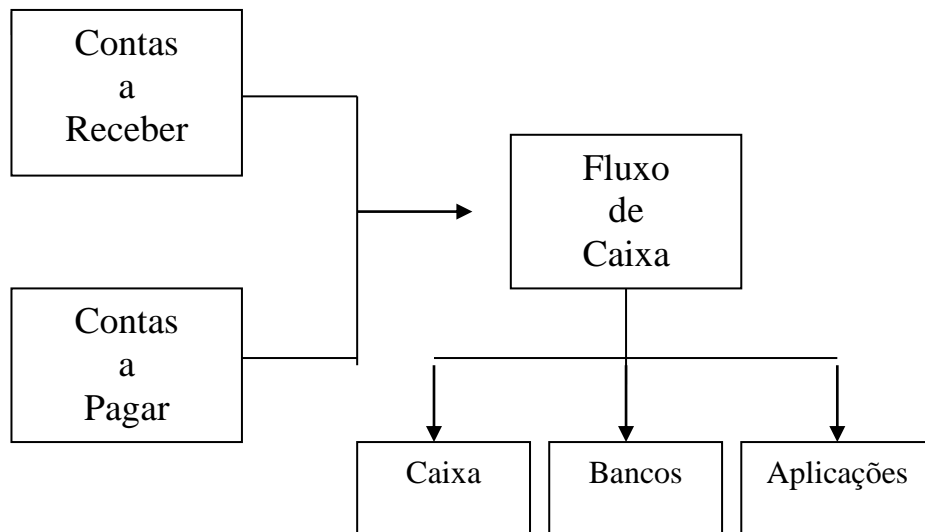 Contas
a
Receber
Fluxo
de
Caixa
Contas
a
Pagar
Caixa
Bancos
Aplicações